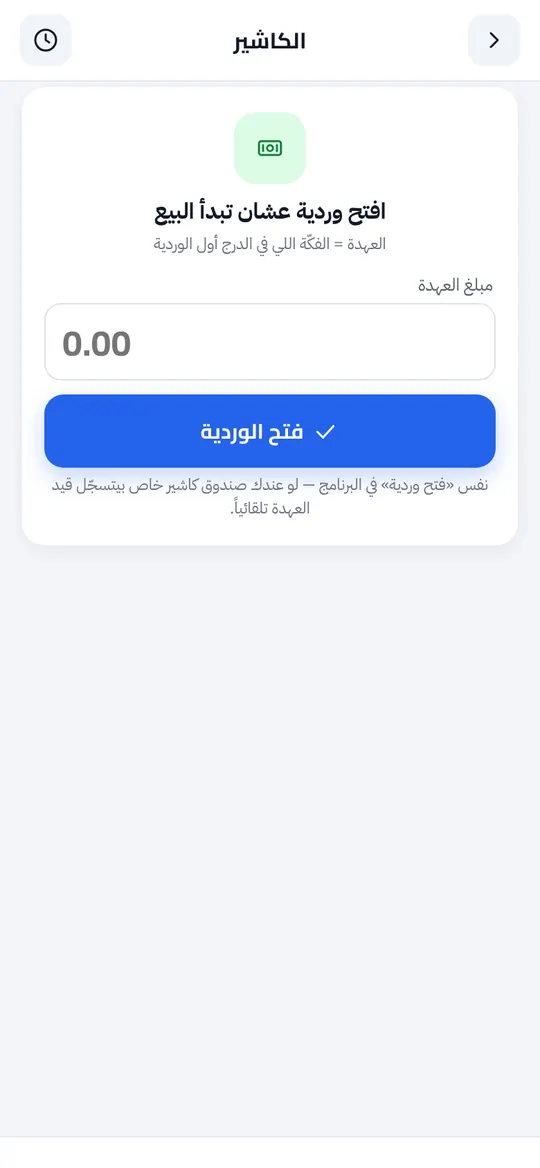 الكاشير
افتح وردية عشان تبدأ البيع
العهدة = الفكّة اللي في الدرج أول الوردية
مبلغ العهدة
0.00
فتح الوردية
نفس «فتح وردية» في البرنامج — لو عندك صندوق كاشير خاص بيتسجّل قيد
العهدة تلقائياً.